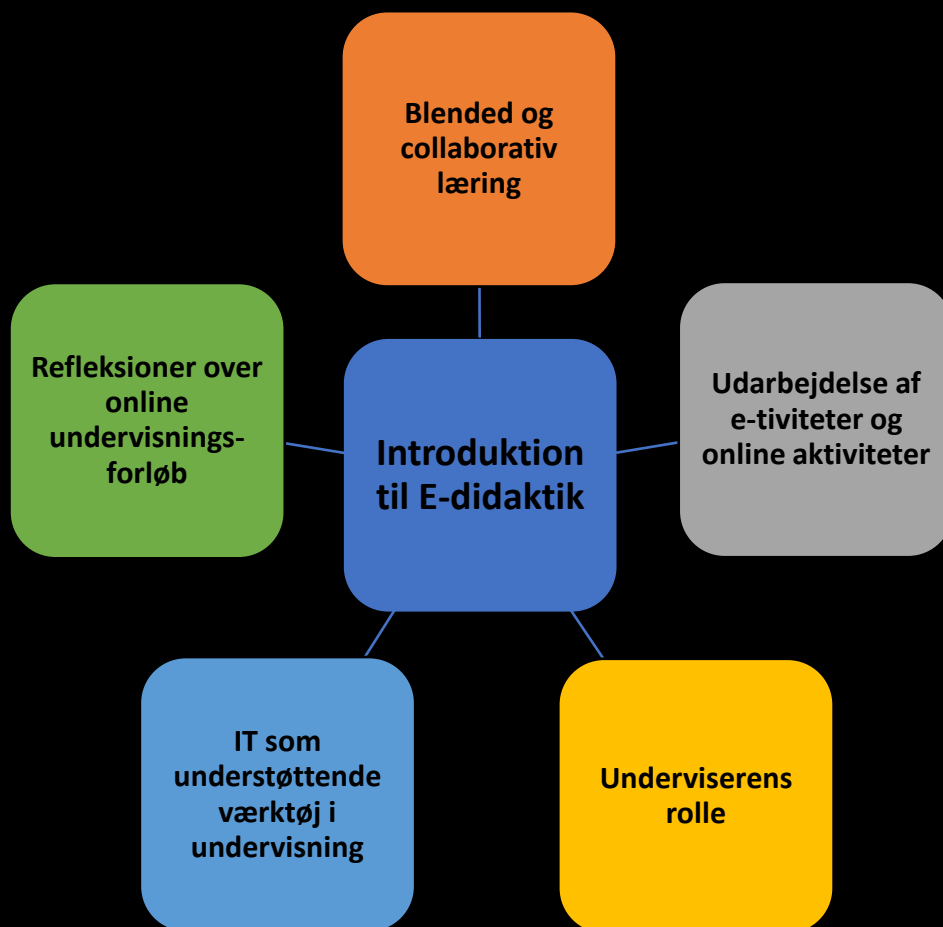 Blended og
collaborativ
læring
Refleksioner over
online
undervisnings-
forløb
Introduktion
til E-didaktik
Udarbejdelse af
e-tiviteter og
online aktiviteter
IT som
understøttende
værktøj i
undervisning
Underviserens
rolle